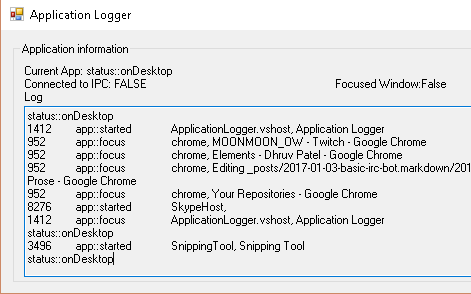 Application Logger
Application information
Current App: status::onDesktop
Connected to IPC: FALSE Focused Window:False
Log
status::onDesktop
1412 app::started ApplicationLogger.vshost, Application Logger
952 app::focus chrome, MOONMOON_OW - Twitch - Google Chrome
952 app::focus chrome, Elements - Dhruv Patel - Google Chrome
952 app::focus chrome, Editing _posts/2017-01-03-basic-irc-bot.markdown/201
Prose - Google Chrome
952 app::focus chrome, Your Repositories - Google Chrome
8276 app::started SkypeHost,
1412 app::focus ApplicationLogger.vshost, Application Logger
status::onDesktop
3496 app::started SnippingTool, Snipping Tool
status::onDesktop